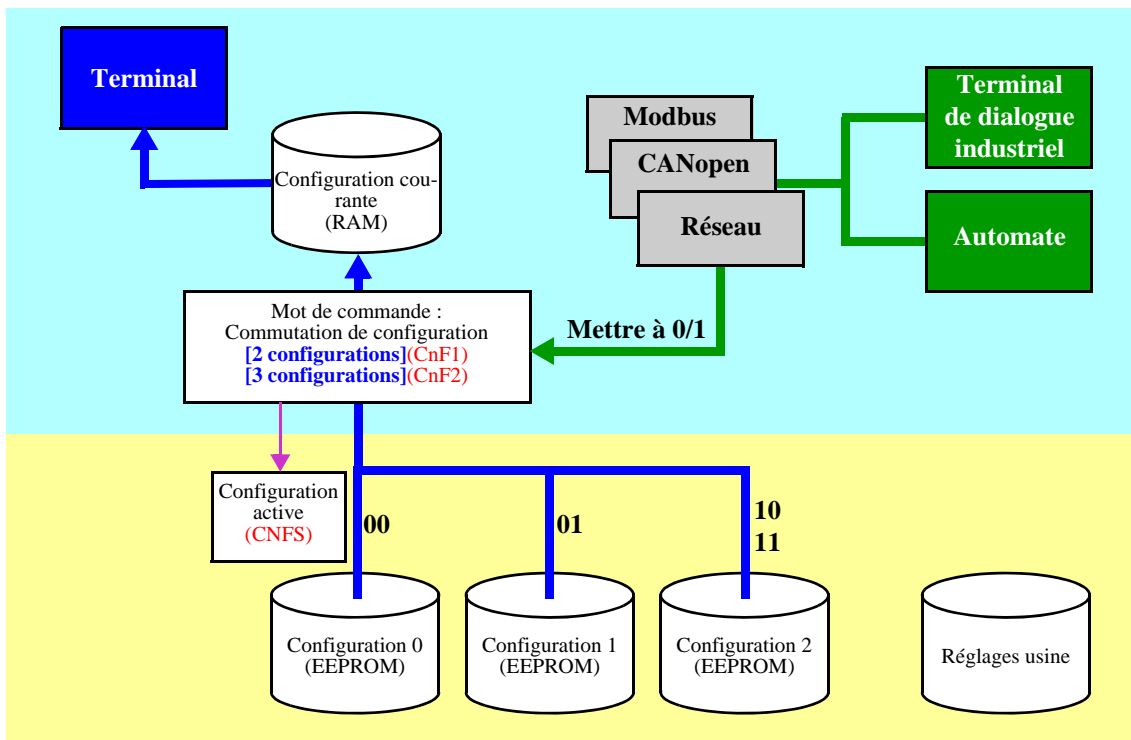 Terminal
Configuration cou-
rante
(RAM)
Modbus
CANopen
Réseau
Terminal
de dialogue
industriel
Automate
Mot de commande :
Commutation de configuration
[2 configurations](CnF1)
[3 configurations](CnF2)
Mettre à 0/1
Configuration
active
(CNFS)
00
01
10
11
Configuration 0
(EEPROM)
Configuration 1
(EEPROM)
Configuration 2
(EEPROM)
Réglages usine